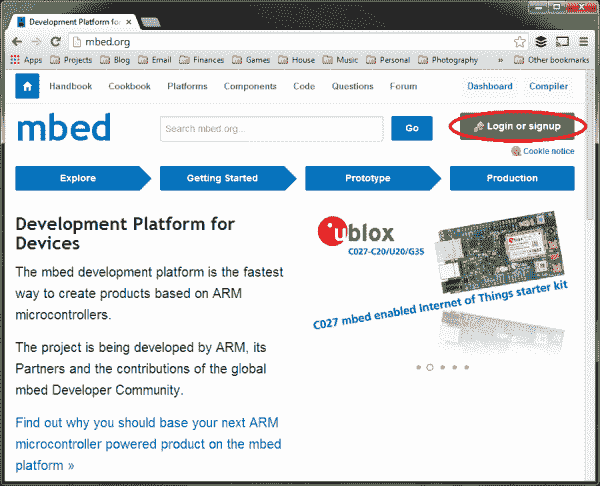 Development Platform for
mbed.org
Apps Projects Blog Email Finances Games House Music Personal Photography » Other bookmarks
Handbook Cookbook Platforms Components Code Questions Forum Dashboard Compiler
mbed
Search mbed.org...
Go
Login or signup
Cookie notice
Explore Getting Started Prototype Production
Development Platform for
Devices
The mbed development platform is the fastest
way to create products based on ARM
microcontrollers.
The project is being developed by ARM, its
Partners and the contributions of the global
mbed Developer Community.
Find out why you should base your next ARM
microcontroller powered product on the mbed
platform »
ublox
C027-C20/U20/G35
ublox
C027 mbed enabled Internet of Things starter kit